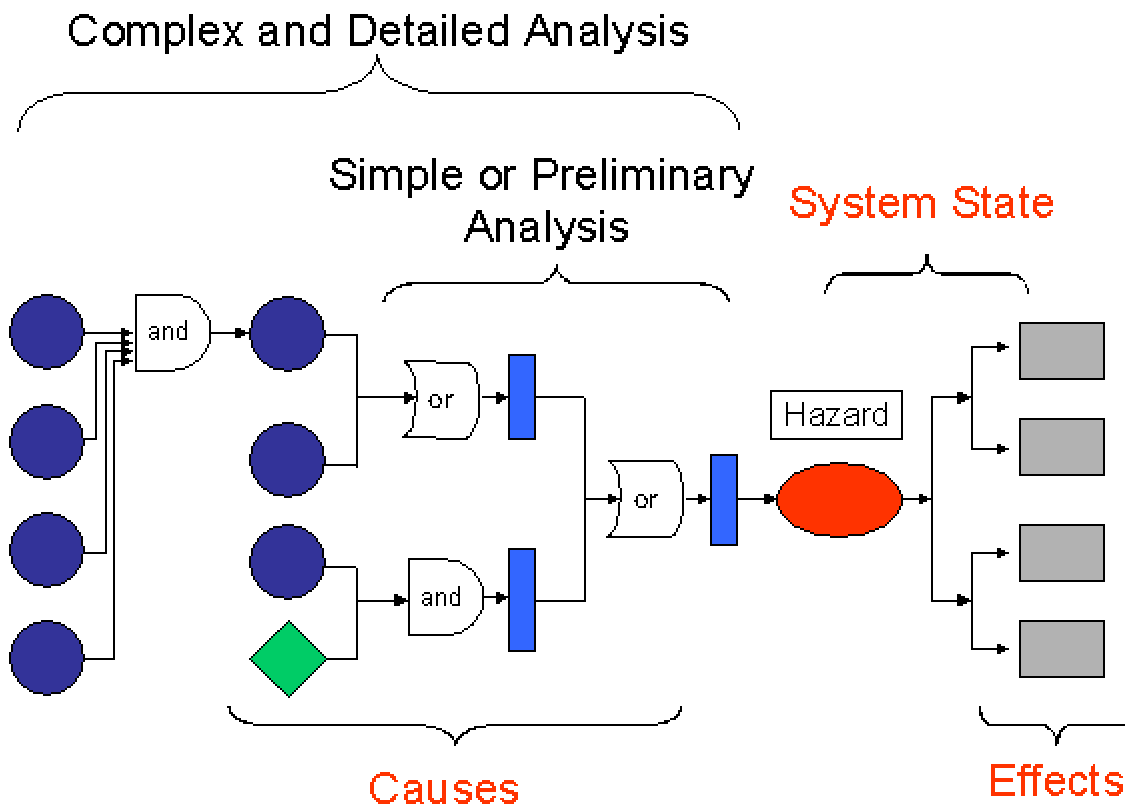 Complex and Detailed Analysis
Simple or Preliminary
Analysis
System State
and
or
Hazard
or
and
Causes
Effects